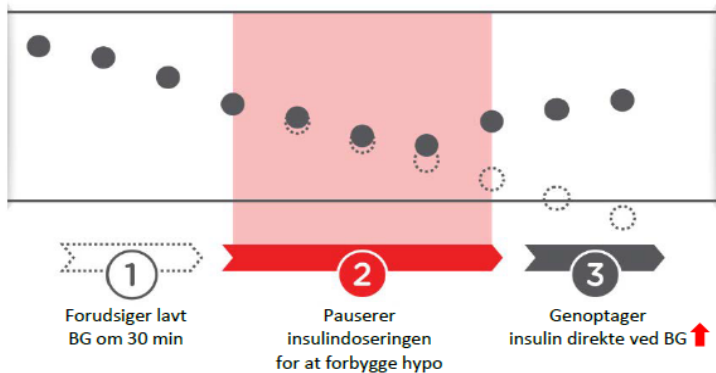 1
Forudsiger lavt
BG om 30 min
2
Pauserer
insulindoseringen
for at forbygge hypo
3
Genoptager
insulin direkte ved BG